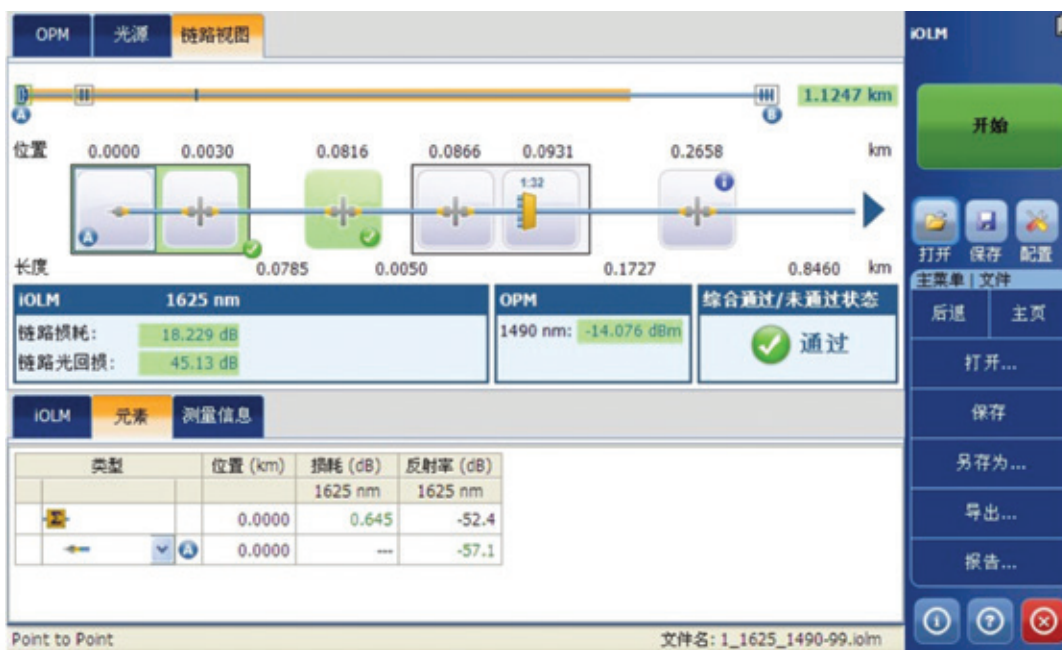 OPM 光源 链路视图
iOLM
1.1247 km
A B
位置 0.0000 0.0030 0.0816 0.0866 0.0931 0.2658 km
1:32
A
长度 0.0785 0.0050 0.1727 0.8460 km
iOLM 1625 nm
链路损耗: 18.229 dB
链路光回损: 45.13 dB
OPM
1490 nm: -14.076 dBm
综合通过/未通过状态
通过
iOLM 元素 测量信息
类型 位置 (km) 损耗 (dB) 反射率 (dB)
1625 nm 1625 nm
Σ 0.0000 0.645 -52.4
A 0.0000 --- -57.1
Point to Point 文件名: 1_1625_1490-99.iolm
开始
打开 保存 配置
主菜单 | 文件
后退 主页
打开...
保存
另存为...
导出...
报告...